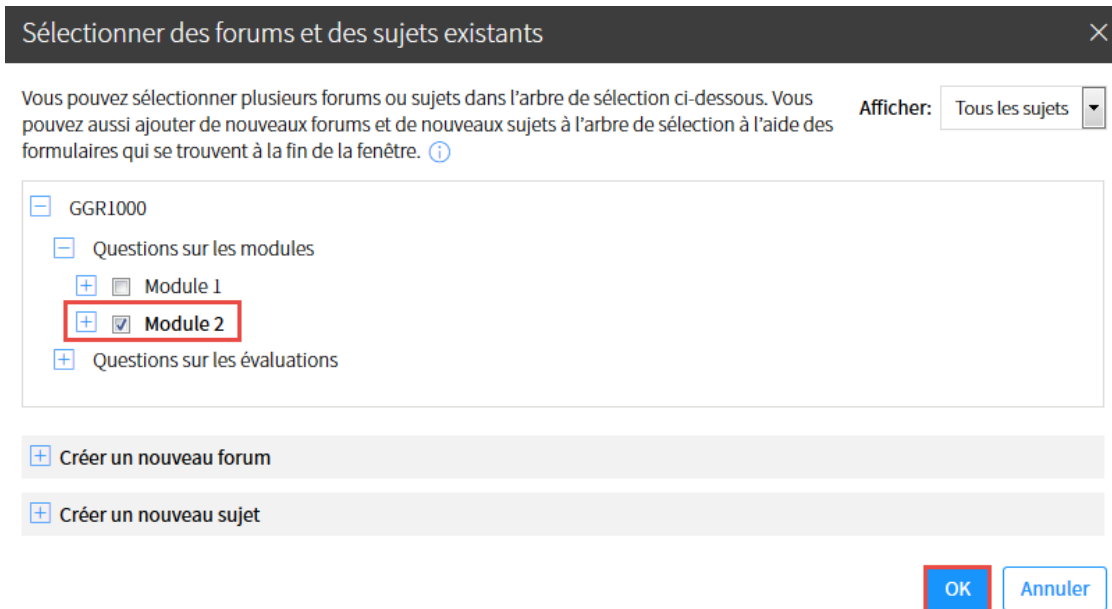 Sélectionner des forums et des sujets existants
Vous pouvez sélectionner plusieurs forums ou sujets dans l'arbre de sélection ci-dessous. Vous
pouvez aussi ajouter de nouveaux forums et de nouveaux sujets à l'arbre de sélection à l'aide des
formulaires qui se trouvent à la fin de la fenêtre.
Afficher: Tous les sujets
GGR1000
Questions sur les modules
Module 1
Module 2
Questions sur les évaluations
Créer un nouveau forum
Créer un nouveau sujet
OK Annuler